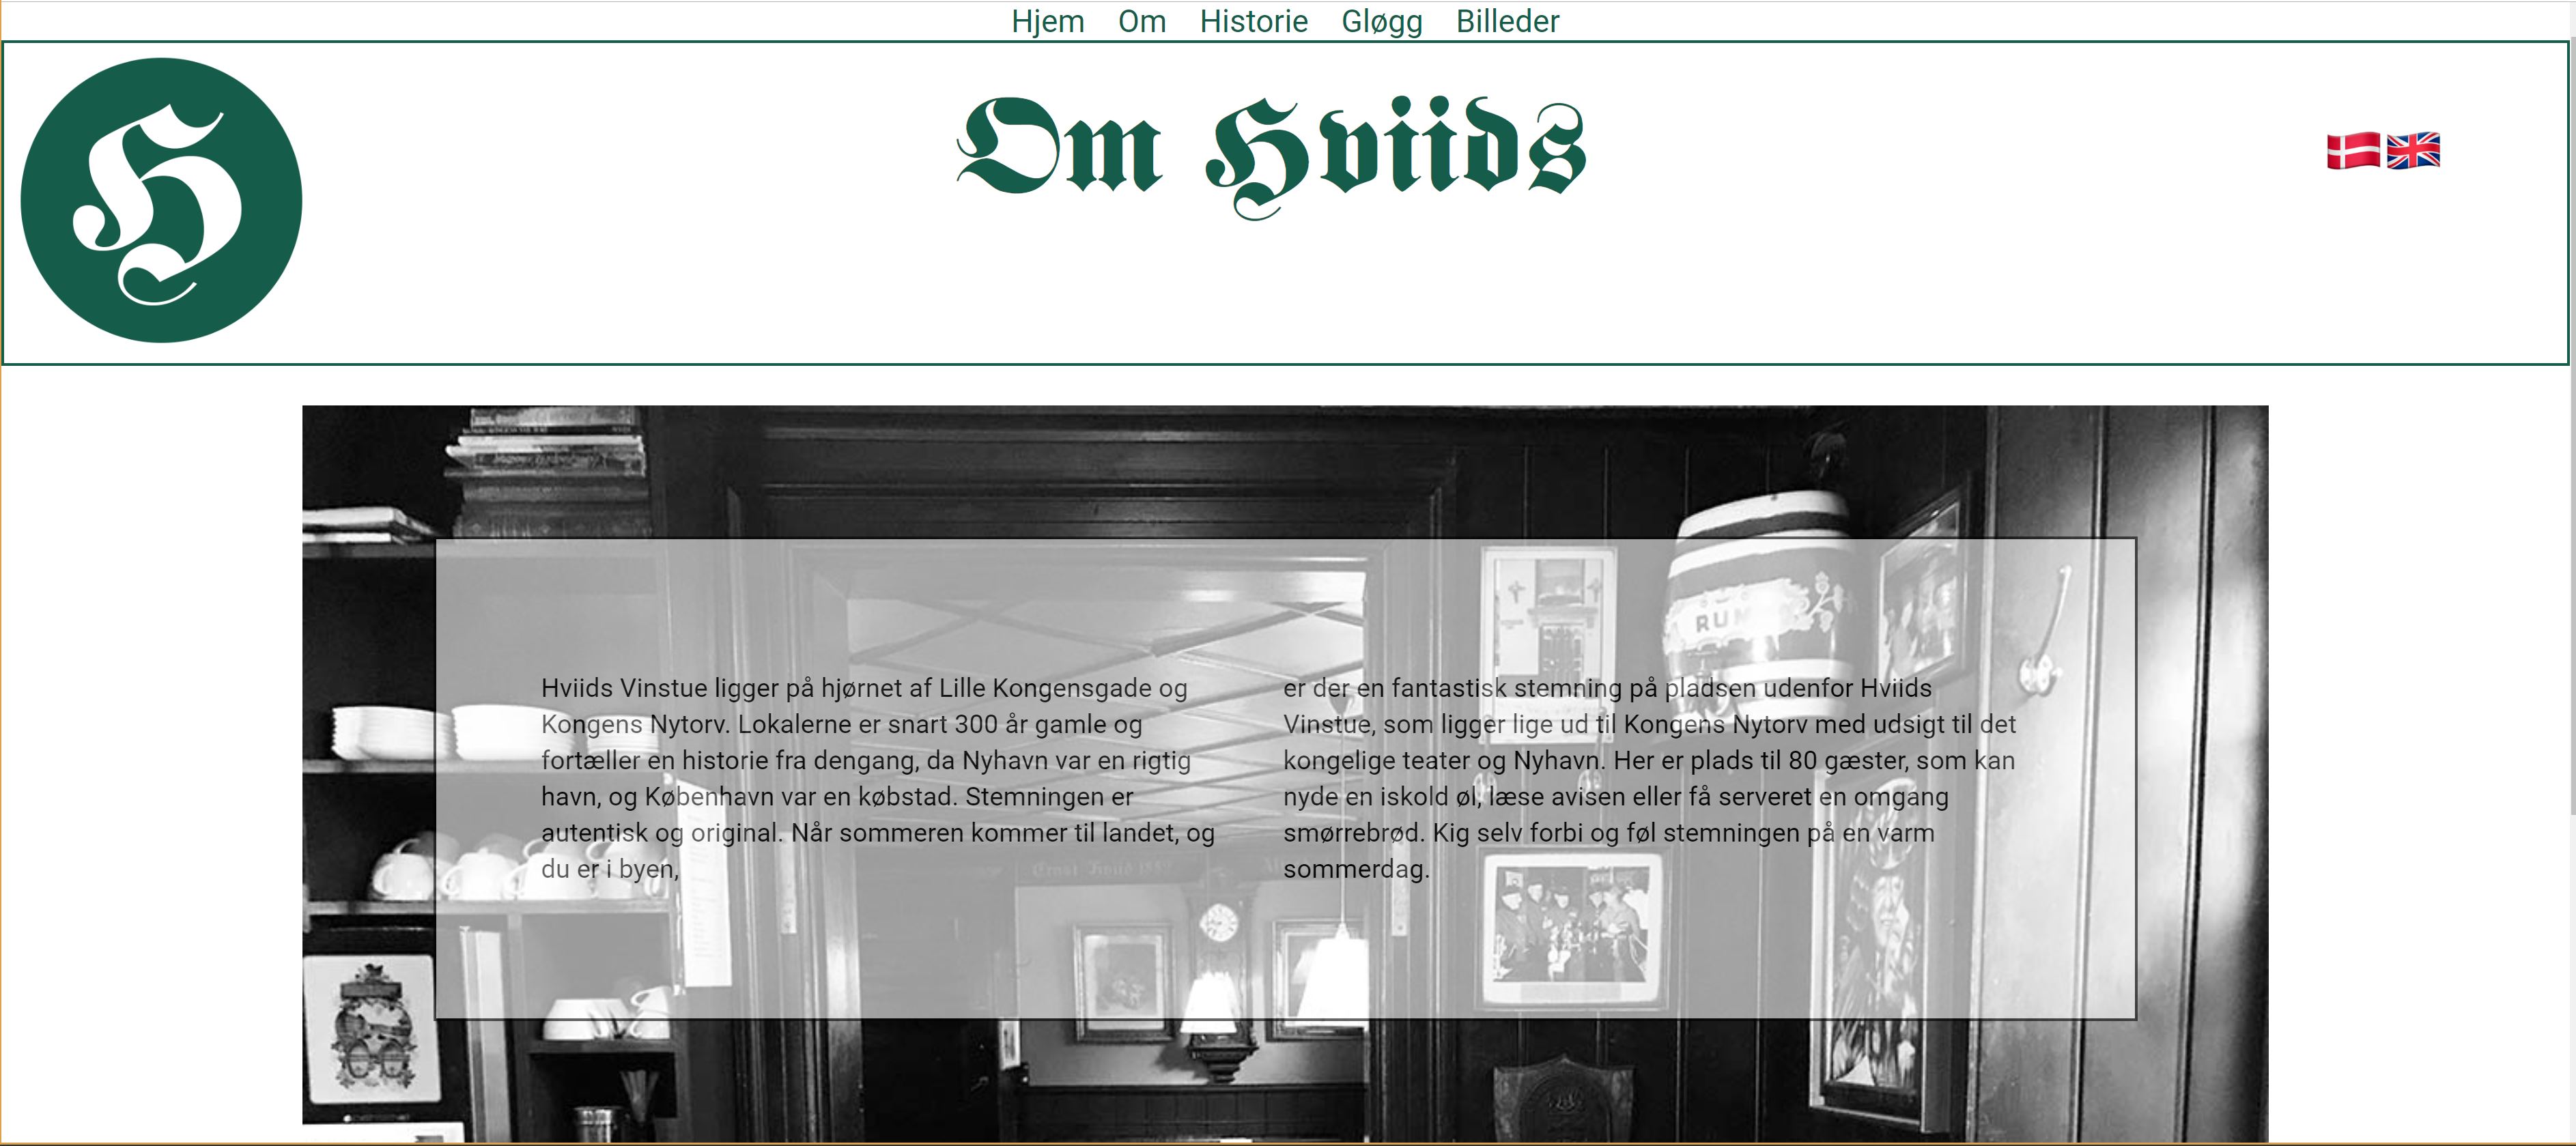 Hjem Om Historie Gløgg Billeder
H
Om Hviids
Hviids Vinstue ligger på hjørnet af Lille Kongensgade og
Kongens Nytorv. Lokalerne er snart 300 år gamle og
fortæller en historie fra dengang, da Nyhavn var en rigtig
havn, og København var en købstad. Stemningen er
autentisk og original. Når sommeren kommer til landet, og
du er i byen,
er der en fantastisk stemning på pladsen udenfor Hviids
Vinstue, som ligger lige ud til Kongens Nytorv med udsigt til det
kongelige teater og Nyhavn. Her er plads til 80 gæster, som kan
nyde en iskold øl, læse avisen eller få serveret en omgang
smørrebrød. Kig selv forbi og føl stemningen på en varm
sommerdag.
RUM